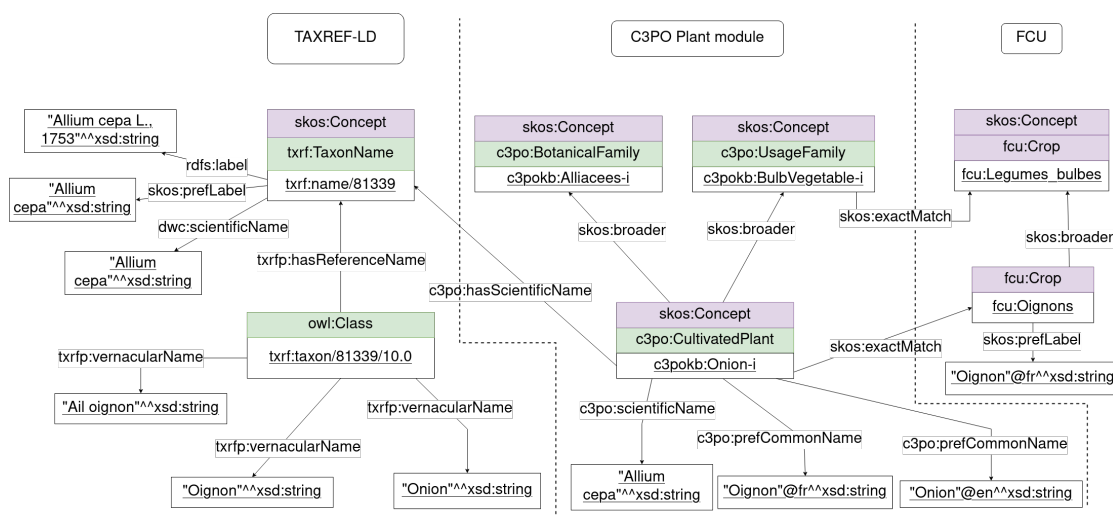 TAXREF-LD
C3PO Plant module
FCU
"Allium cepa L.,
1753"^^xsd:string
skos:Concept
txrf:TaxonName
txrf:name/81339
rdfs:label
skos:prefLabel
"Allium
cepa"^^xsd:string
dwc:scientificName
"Allium
cepa"^^xsd:string
txrfp:hasReferenceName
owl:Class
txrf:taxon/81339/10.0
txrfp:vernacularName
"Ail oignon"^^xsd:string
txrfp:vernacularName
txrfp:vernacularName
"Oignon"^^xsd:string
"Onion"^^xsd:string
skos:Concept
c3po:BotanicalFamily
c3pokb:Alliacees-i
skos:Concept
c3po:UsageFamily
c3pokb:BulbVegetable-i
skos:exactMatch
skos:broader
skos:broader
c3po:hasScientificName
skos:Concept
c3po:CultivatedPlant
c3pokb:Onion-i
skos:exactMatch
c3po:scientificName
c3po:prefCommonName
c3po:prefCommonName
"Allium
cepa"^^xsd:string
"Oignon"@fr^^xsd:string
"Onion"@en^^xsd:string
skos:Concept
fcu:Crop
fcu:Legumes_bulbes
skos:broader
fcu:Crop
fcu:Oignons
skos:prefLabel
"Oignon"@fr^^xsd:string